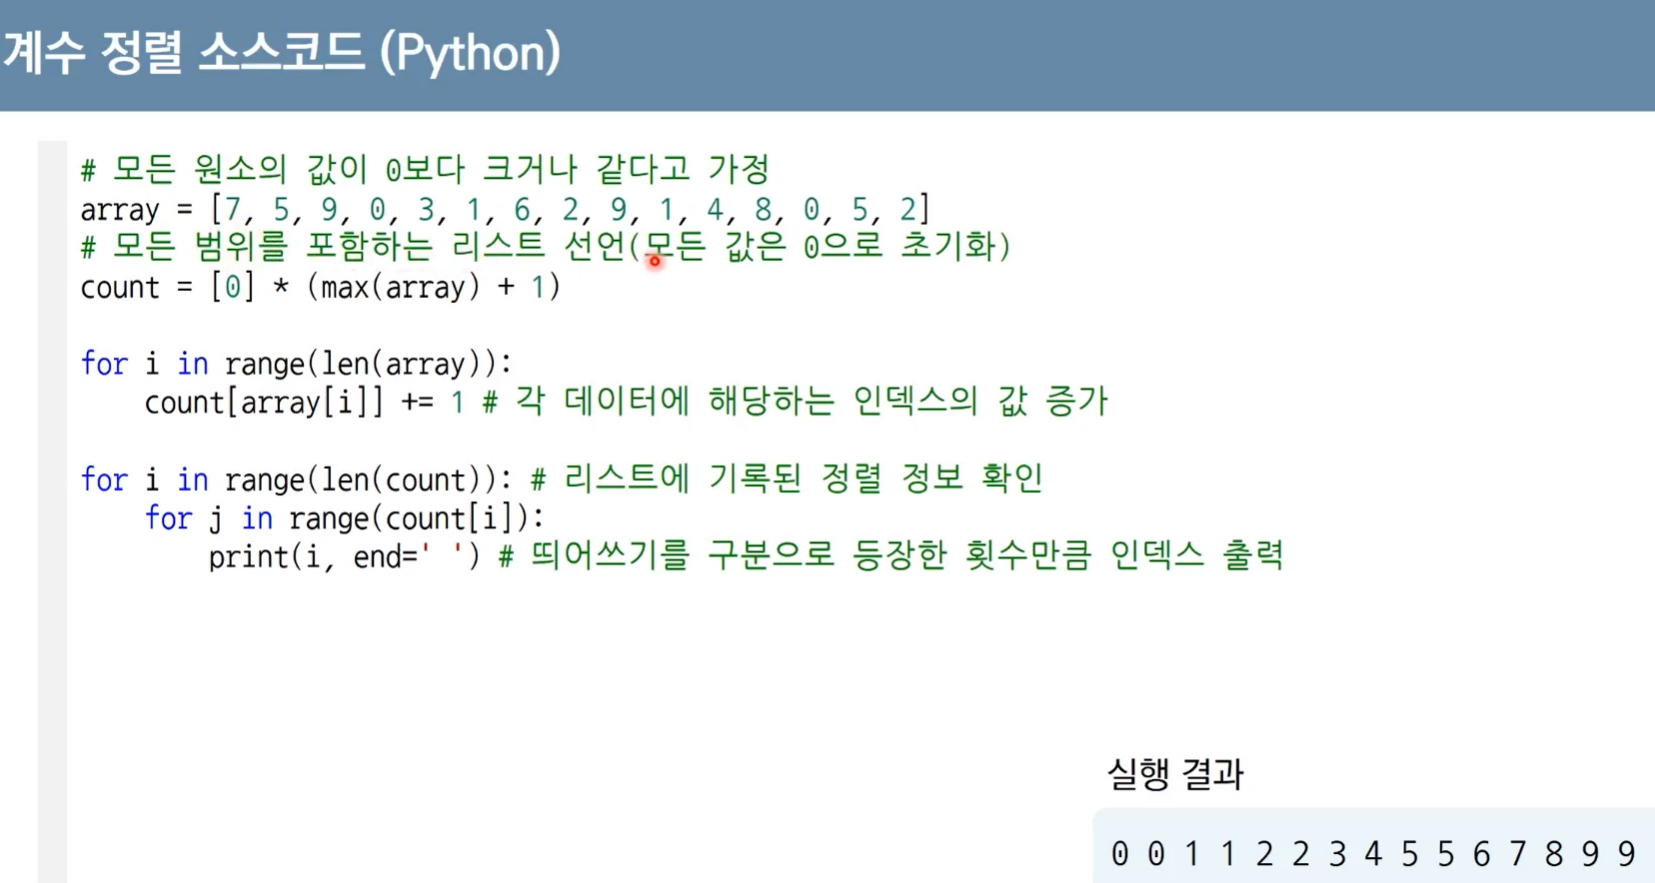 계수 정렬 소스코드 (Python)
# 모든 원소의 값이 0보다 크거나 같다고 가정
array = [7, 5, 9, 0, 3, 1, 6, 2, 9, 1, 4, 8, 0, 5, 2]
# 모든 범위를 포함하는 리스트 선언(모든 값은 0으로 초기화)
count = [0] * (max(array) + 1)
for i in range(len(array)):
    count[array[i]] += 1 # 각 데이터에 해당하는 인덱스의 값 증가
for i in range(len(count)): # 리스트에 기록된 정렬 정보 확인
    for j in range(count[i]):
        print(i, end=' ') # 띄어쓰기를 구분으로 등장한 횟수만큼 인덱스 출력
실행 결과
0 0 1 1 2 2 3 4 5 5 6 7 8 9 9